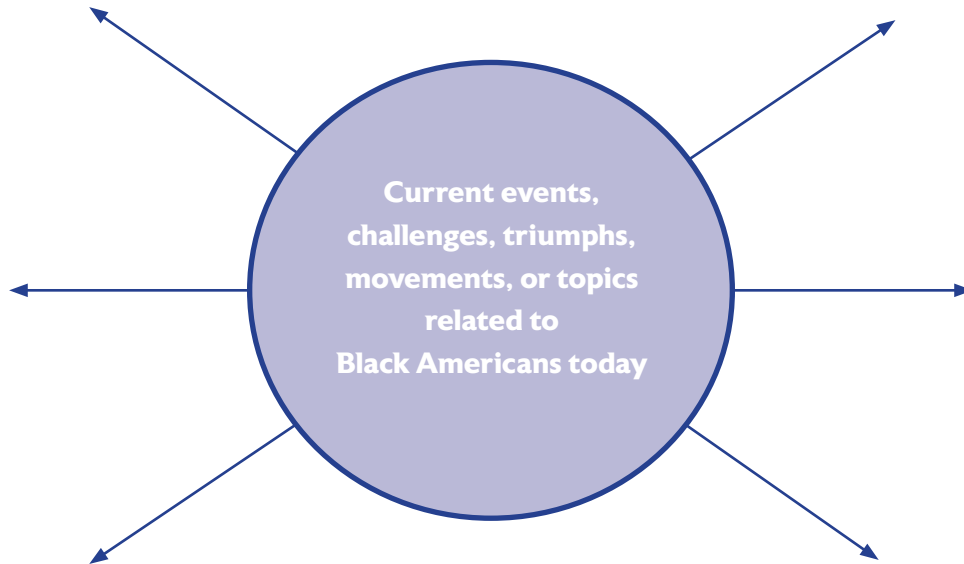 Current events,
challenges, triumphs,
movements, or topics
related to
Black Americans today